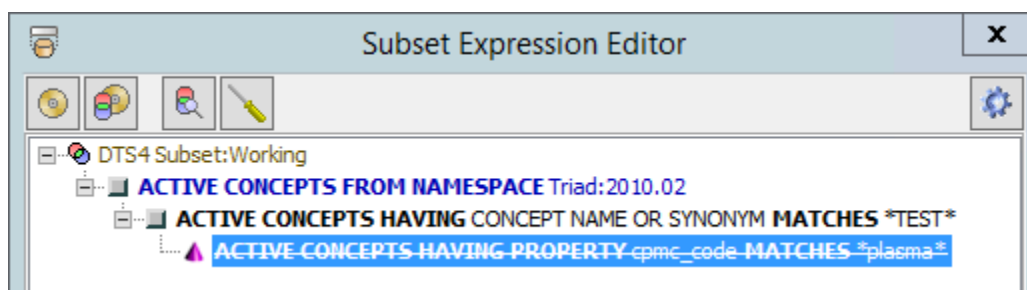 Subset Expression Editor
x
DTS4 Subset:Working
ACTIVE CONCEPTS FROM NAMESPACE Triad:2010.02
ACTIVE CONCEPTS HAVING CONCEPT NAME OR SYNONYM MATCHES *TEST*
ACTIVE CONCEPTS HAVING PROPERTY cpmc_code MATCHES *plasma*